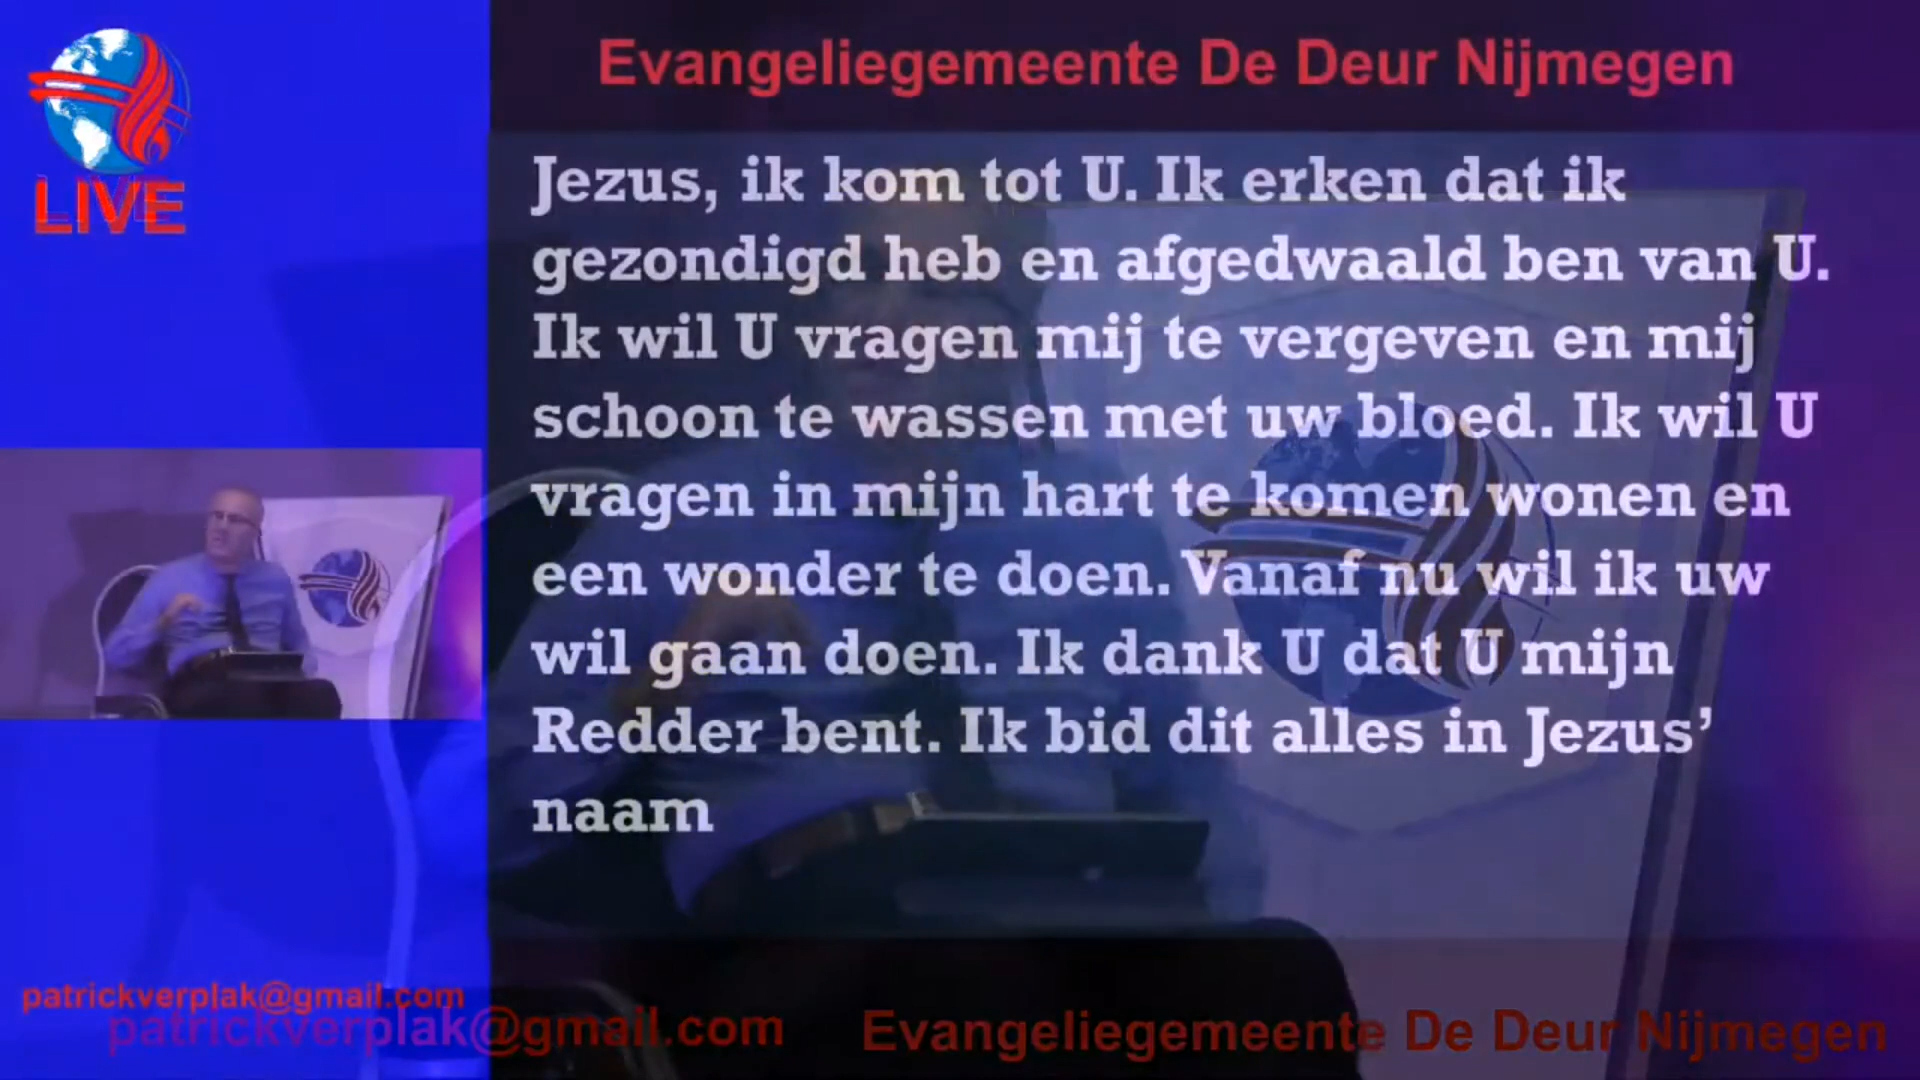 LIVE
Evangeliegemeente De Deur Nijmegen
Jezus, ik kom tot U. Ik erken dat ik
gezondigd heb en afgedwaald ben van U.
Ik wil U vragen mij te vergeven en mij
schoon te wassen met uw bloed. Ik wil U
vragen in mijn hart te komen wonen en
een wonder te doen. Vanaf nu wil ik uw
wil gaan doen. Ik dank U dat U mijn
Redder bent. Ik bid dit alles in Jezus’
naam
patrickverplak@gmail.com
patrickverplak@gmail.com
Evangeliegemeente De Deur Nijmegen